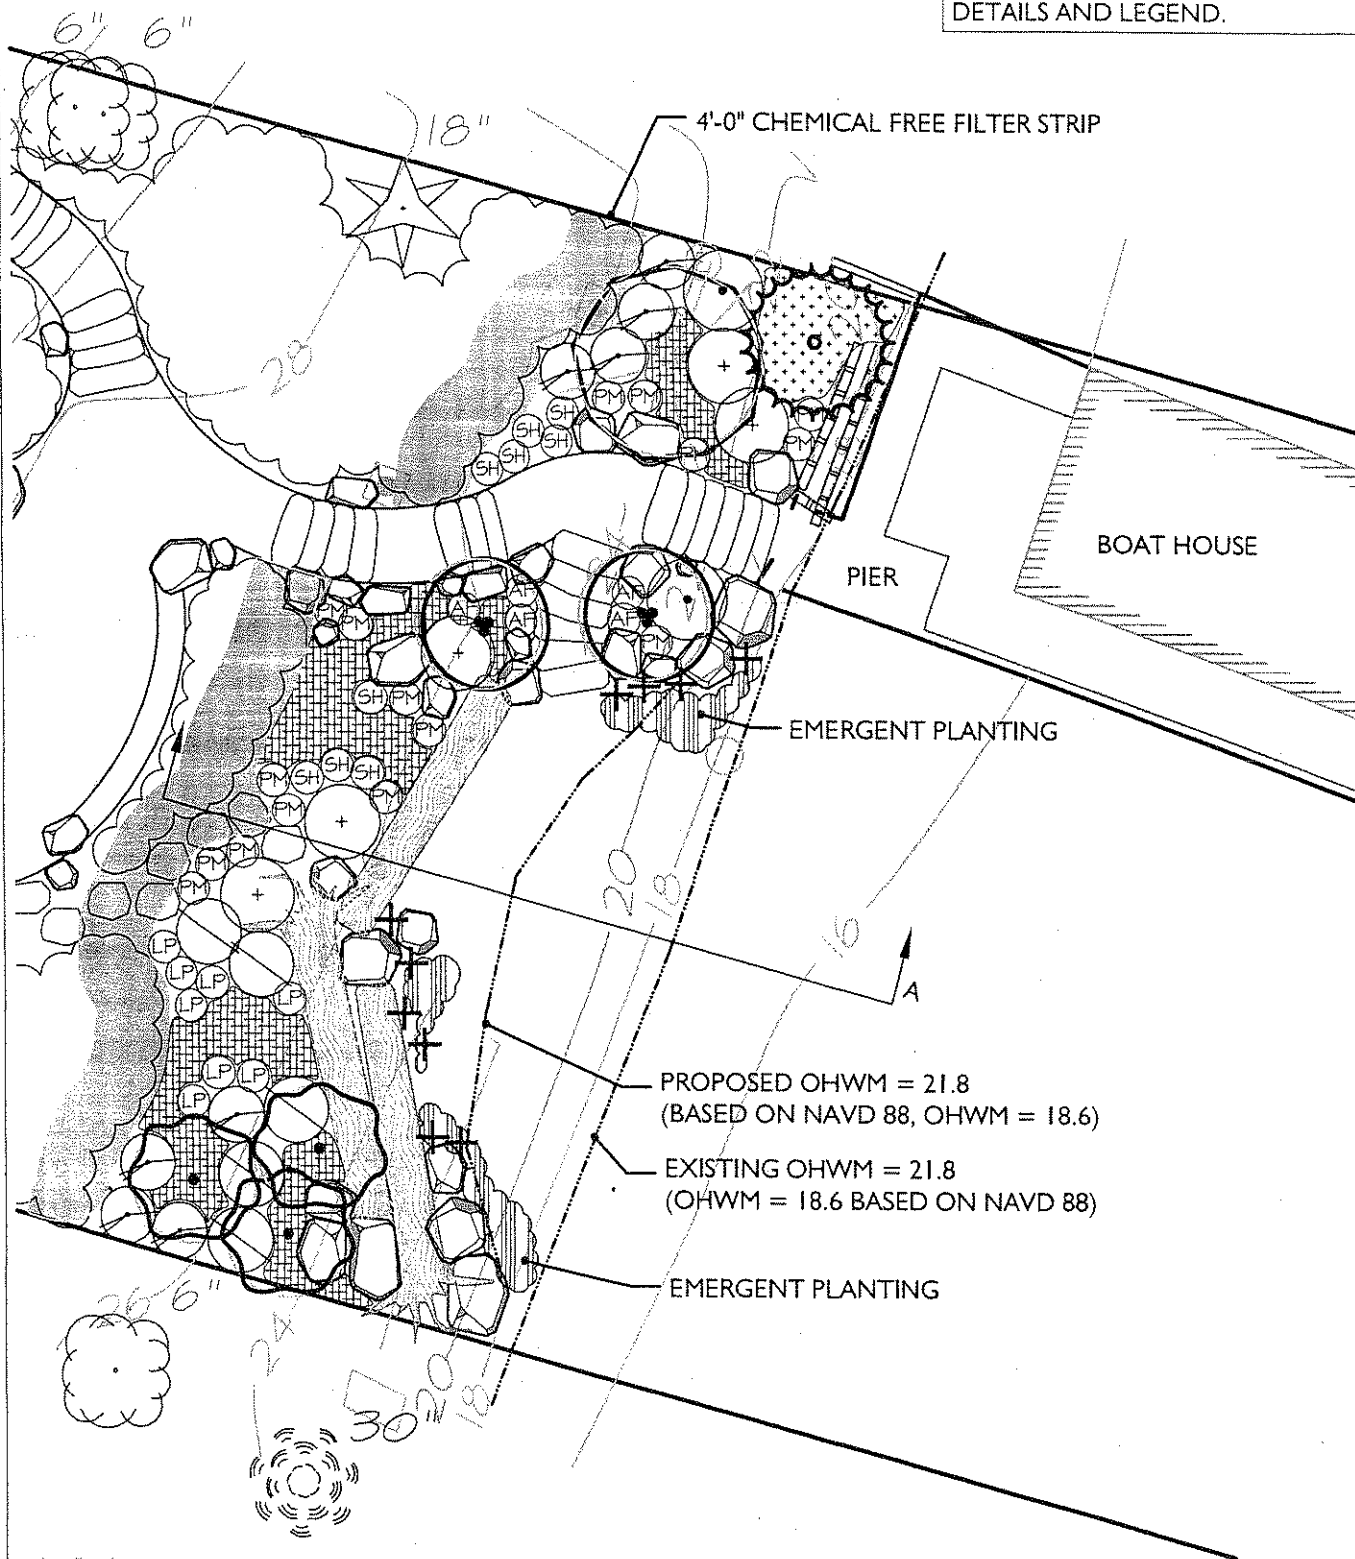 DETAILS AND LEGEND.
6" 6"
18"
4'-0" CHEMICAL FREE FILTER STRIP
28
SH PM PM
SH SH
SH SH
PM
PM
BOAT HOUSE
PIER
PM
PM
AF AF
AF
AF
AF
PM
SH PM
PM
EMERGENT PLANTING
PM SH SH SH
PM PM
PM PM
PM
20
18
16
LP
LP LP
LP LP
A
LP LP
LP
PROPOSED OHWM = 21.8
(BASED ON NAVD 88, OHWM = 18.6)
EXISTING OHWM = 21.8
(OHWM = 18.6 BASED ON NAVD 88)
EMERGENT PLANTING
26 6"
24
20
18
30"